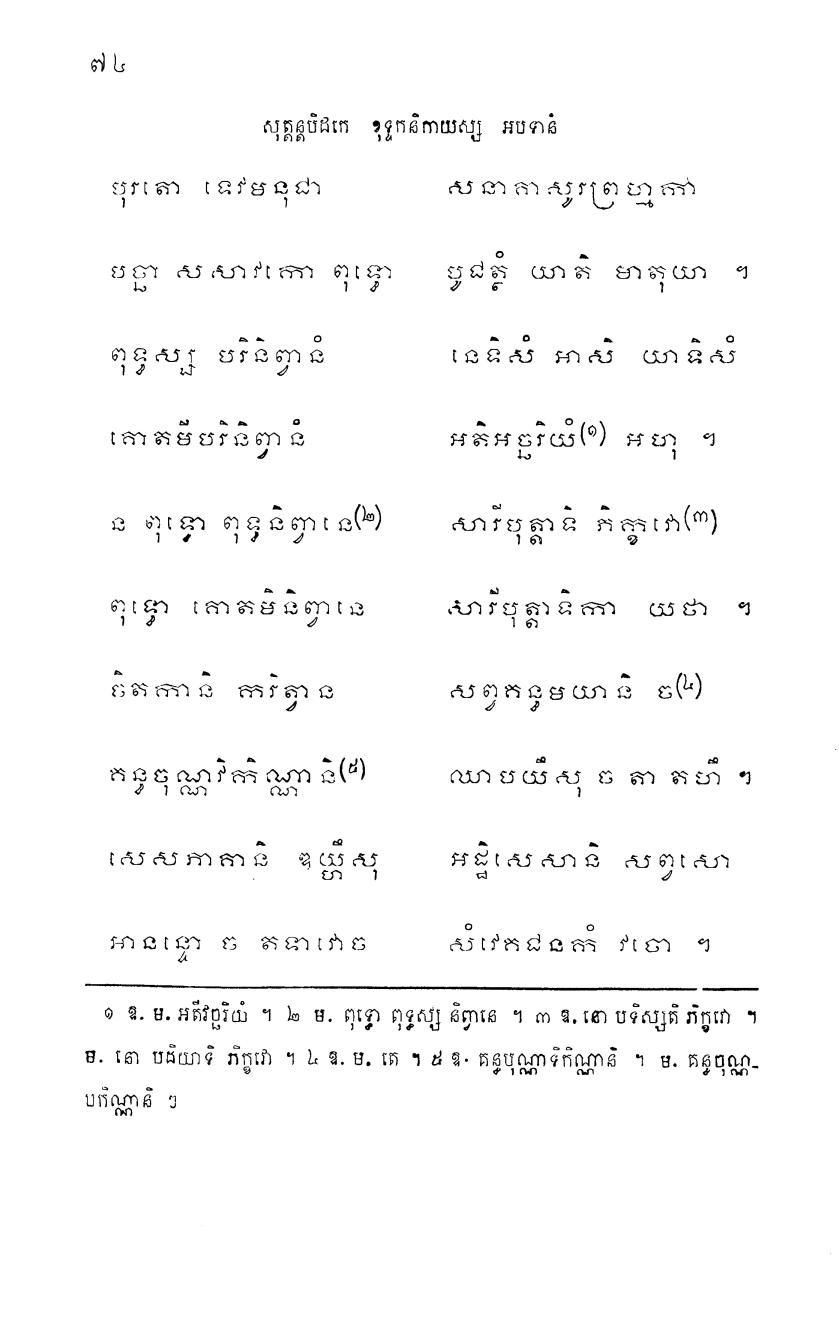 ៧៤
សុត្តន្តបិដកេ ខុទ្ទកនិកាយស្ស អបទានំ
បុរតោ ទេវមនុជា សនាគាសុរព្រហ្មកា
បច្ឆា សសាវកោ ពុទ្ធោ បូជត្ថំ យាតិ មាតុយា ។
ពុទ្ធស្ស បរិនិព្វានំ នេទិសំ អាសិ យាទិសំ
គោតមីបរិនិព្វានំ អតិអច្ឆរិយំ(១) អហុ ។
ន ពុទ្ធោ ពុទ្ធនិព្វានេ(២) សារីបុត្តាទិ ភិក្ខវោ(៣)
ពុទ្ធោ គោតមិនិព្វានេ សារីបុត្តាទិកា យថា ។
ចិតកានិ ករិត្វាន សព្វគន្ធមយានិ ច(៤)
គន្ធចុណ្ណវិកិណ្ណានិ(៥) ឈាបយឹសុ ច តា តហឹ ។
សេសភាគានិ ឌយ្ហឹសុ អដ្ឋិសេសានិ សព្វសោ
អានន្ទោ ច តទាវោច សំវេគជនកំ វចោ ។
១ ឱ. ម. អតីវច្ឆរិយំ ។ ២ ម. ពុទ្ធោ ពុទ្ធស្ស និព្វានេ ។ ៣ ឱ. នោ បទិស្សតិ ភិក្ខវោ ។
ម. នោ បដិយាទិ ភិក្ខវោ ។ ៤ ឱ. ម. តេ ។ ៥ ឱ. គន្ធបុណ្ណាទិកិណ្ណានិ ។ ម. គន្ធចុណ្ណ-
បកិណ្ណានិ ។